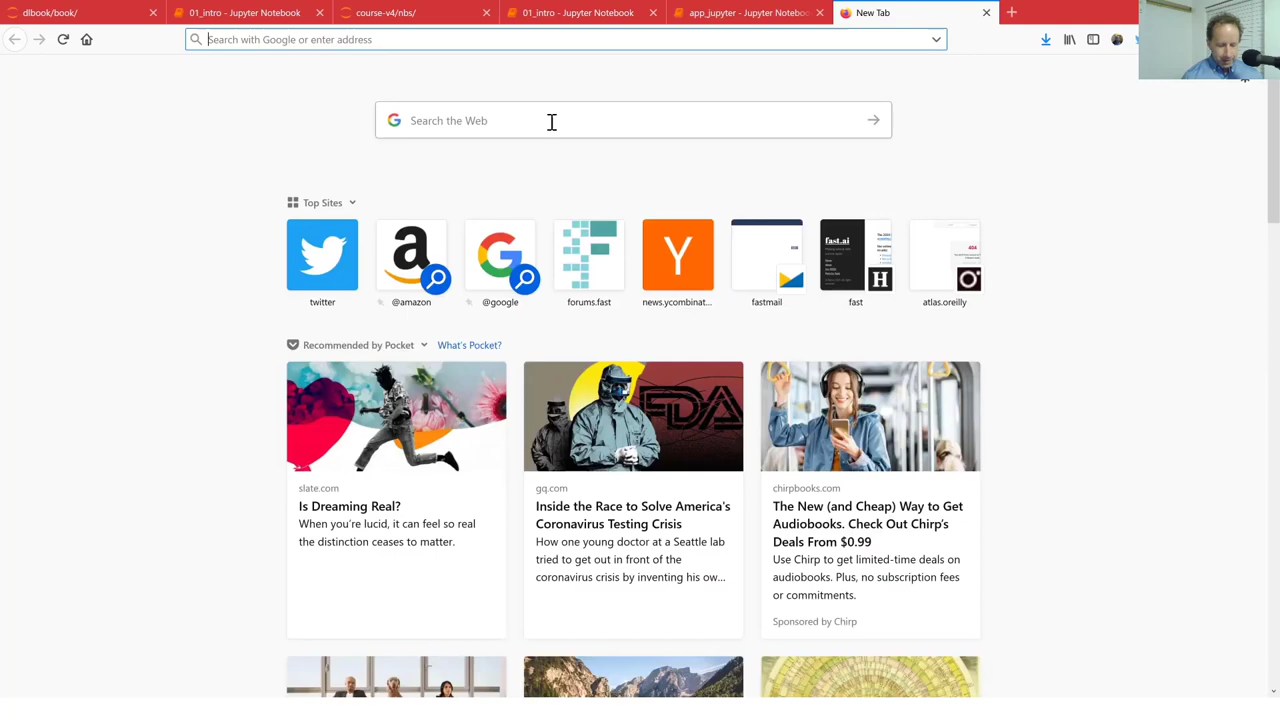 dlbook/book/
01_intro - Jupyter Notebook
course-v4/nbs/
01_intro - Jupyter Notebook
app_jupyter - Jupyter Noteboo
New Tab
Search with Google or enter address
Search the Web
Top Sites
twitter
@amazon
@google
forums.fast
news.ycombinat...
fastmail
fast
atlas.oreilly
Recommended by Pocket
What's Pocket?
FDA
slate.com
Is Dreaming Real?
When you're lucid, it can feel so real
the distinction ceases to matter.
gq.com
Inside the Race to Solve America's
Coronavirus Testing Crisis
How one young doctor at a Seattle lab
tried to get out in front of the
coronavirus crisis by inventing his ow...
chirpbooks.com
The New (and Cheap) Way to Get
Audiobooks. Check Out Chirp's
Deals From $0.99
Use Chirp to get limited-time deals on
audiobooks. Plus, no subscription fees
or commitments.
Sponsored by Chirp